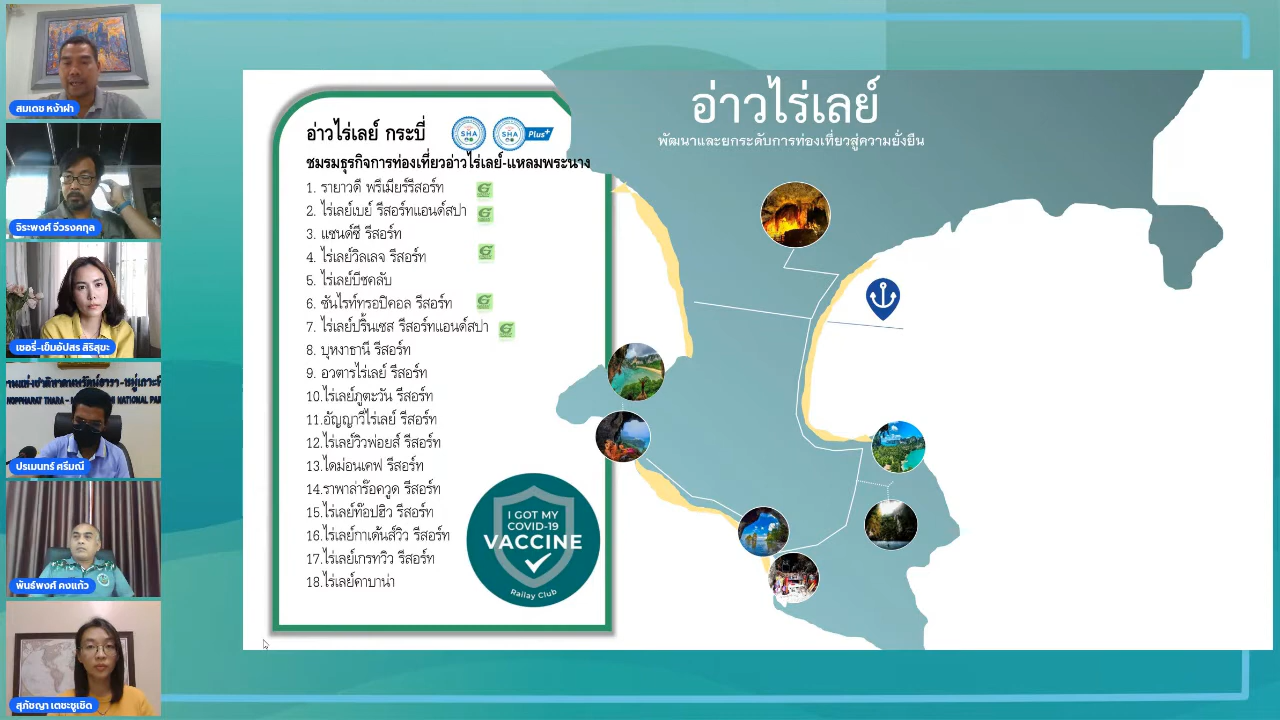 สมเดช หง้าฝา
จิระพงศ์ จีวรงคกุล
เชอรี่-เข็มอัปสร สิริสุขะ
ปรเมนทร์ ศรีมณี
พันธ์พงศ์ คงแก้ว
สุภัชญา เตชะชูเชิด
อ่าวไร่เลย์
พัฒนาและยกระดับการท่องเที่ยวสู่ความยั่งยืน
อ่าวไร่เลย์ กระบี่
SHA
SHA Plus+
ชมรมธุรกิจการท่องเที่ยวอ่าวไร่เลย์-แหลมพระนาง
1. รายาวดี พรีเมียร์รีสอร์ท
2. ไร่เลย์เบย์ รีสอร์ทแอนด์สปา
3. แซนด์ซี รีสอร์ท
4. ไร่เลย์วิลเลจ รีสอร์ท
5. ไร่เลย์บีชคลับ
6. ซันไรท์ทรอปิคอล รีสอร์ท
7. ไร่เลย์ปริ้นเซส รีสอร์ทแอนด์สปา
8. บุหงาธานี รีสอร์ท
9. อวตารไร่เลย์ รีสอร์ท
10.ไร่เลย์ภูตะวัน รีสอร์ท
11.อัญญาวีไร่เลย์ รีสอร์ท
12.ไร่เลย์วิวพ่อยส์ รีสอร์ท
13.ไดม่อนเคฟ รีสอร์ท
14.ราพาล่าร๊อควูด รีสอร์ท
15.ไร่เลย์ท๊อปฮิว รีสอร์ท
16.ไร่เลย์กาเด้นส์วิว รีสอร์ท
17.ไร่เลย์เกรทวิว รีสอร์ท
18.ไร่เลย์คาบาน่า
I GOT MY
COVID-19
VACCINE
Railay Club